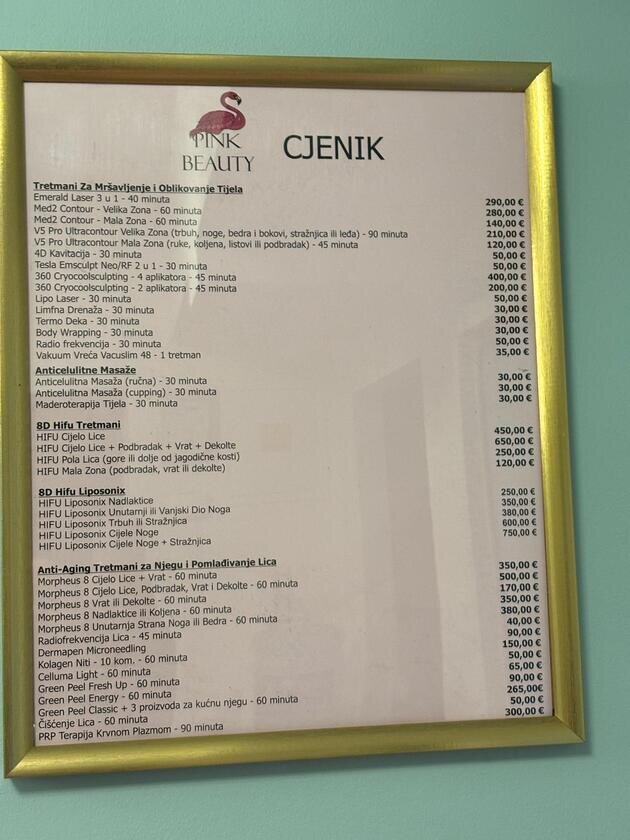 PINK
BEAUTY
CJENIK
Tretmani Za Mršavljenje i Oblikovanje Tijela
Emerald Laser 3 u 1 - 40 minuta 290,00 €
Med2 Contour - Velika Zona - 60 minuta 280,00 €
Med2 Contour - Mala Zona - 60 minuta 140,00 €
V5 Pro Ultracontour Velika Zona (trbuh, noge, bedra i bokovi, stražnjica ili leđa) - 90 minuta 210,00 €
V5 Pro Ultracontour Mala Zona (ruke, koljena, listovi ili podbradak) - 45 minuta 120,00 €
4D Kavitacija - 30 minuta 50,00 €
Tesla Emsculpt Neo/RF 2 u 1 - 30 minuta 50,00 €
360 Cryocoolsculpting - 4 aplikatora - 45 minuta 400,00 €
360 Cryocoolsculpting - 2 aplikatora - 45 minuta 200,00 €
Lipo Laser - 30 minuta 50,00 €
Limfna Drenaža - 30 minuta 30,00 €
Termo Deka - 30 minuta 30,00 €
Body Wrapping - 30 minuta 30,00 €
Radio frekvencija - 30 minuta 50,00 €
Vakuum Vreća Vacuslim 48 - 1 tretman 35,00 €
Anticelulitne Masaže
Anticelulitna Masaža (ručna) - 30 minuta 30,00 €
Anticelulitna Masaža (cupping) - 30 minuta 30,00 €
Maderoterapija Tijela - 30 minuta 30,00 €
8D Hifu Tretmani
HIFU Cijelo Lice 450,00 €
HIFU Cijelo Lice + Podbradak + Vrat + Dekolte 650,00 €
HIFU Pola Lica (gore ili dolje od jagodične kosti) 250,00 €
HIFU Mala Zona (podbradak, vrat ili dekolte) 120,00 €
8D Hifu Liposonix
HIFU Liposonix Nadlaktice 250,00 €
HIFU Liposonix Unutarnji ili Vanjski Dio Noga 350,00 €
HIFU Liposonix Trbuh ili Stražnjica 380,00 €
HIFU Liposonix Cijele Noge 600,00 €
HIFU Liposonix Cijele Noge + Stražnjica 750,00 €
Anti-Aging Tretmani za Njegu i Pomlađivanje Lica
Morpheus 8 Cijelo Lice + Vrat - 60 minuta 350,00 €
Morpheus 8 Cijelo Lice, Podbradak, Vrat i Dekolte - 60 minuta 500,00 €
Morpheus 8 Vrat ili Dekolte - 60 minuta 170,00 €
Morpheus 8 Nadlaktice ili Koljena - 60 minuta 350,00 €
Morpheus 8 Unutarnja Strana Noga ili Bedra - 60 minuta 380,00 €
Radiofrekvencija Lica - 45 minuta 40,00 €
Dermapen Microneedling 90,00 €
Kolagen Niti - 10 kom. - 60 minuta 150,00 €
Celluma Light - 60 minuta 50,00 €
Green Peel Fresh Up - 60 minuta 65,00 €
Green Peel Energy - 60 minuta 90,00 €
Green Peel Classic + 3 proizvoda za kućnu njegu - 60 minuta 265,00€
Čišćenje Lica - 60 minuta 50,00 €
PRP Terapija Krvnom Plazmom - 90 minuta 300,00 €